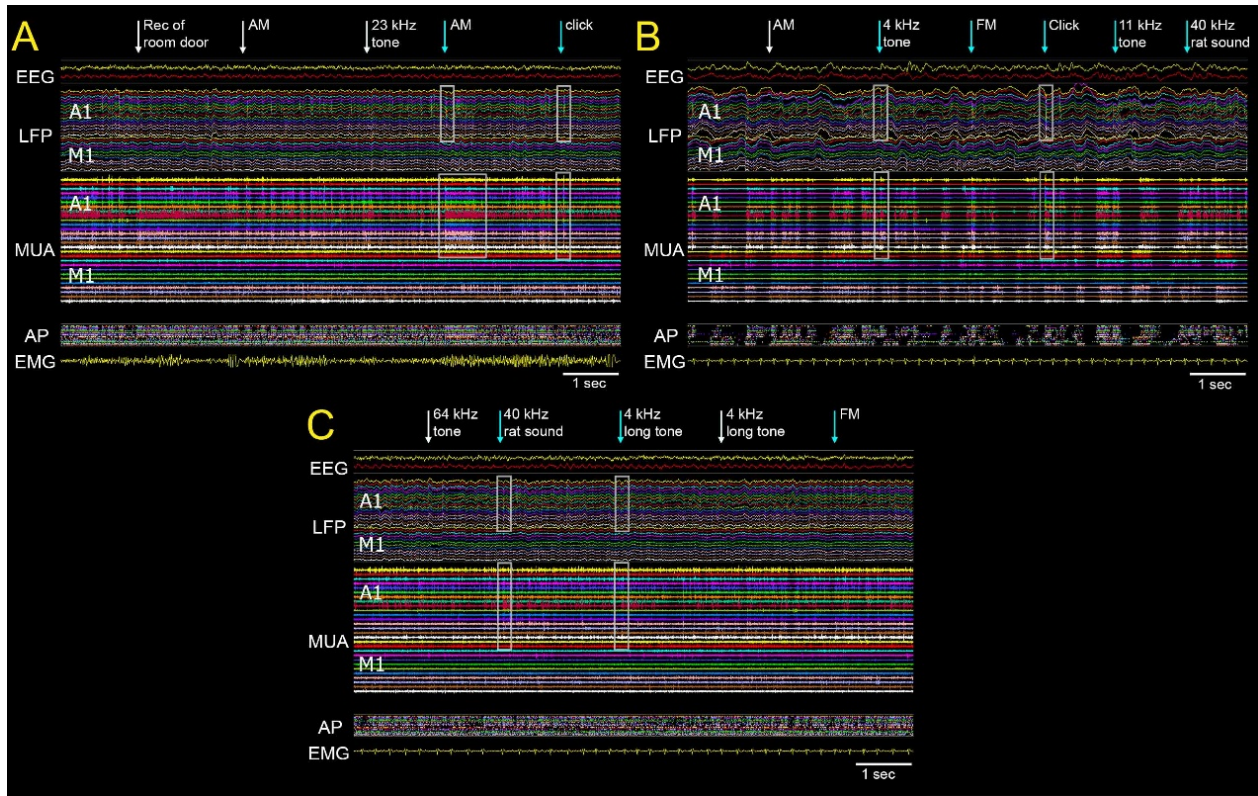 A
Rec of
room door
AM
23 kHz
tone
AM
click
EEG
A1
LFP
M1
A1
MUA
M1
AP
EMG
1 sec
B
AM
4 kHz
tone
FM
Click
11 kHz
tone
40 kHz
rat sound
EEG
A1
LFP
M1
A1
MUA
M1
AP
EMG
1 sec
C
64 kHz
tone
40 kHz
rat sound
4 kHz
long tone
4 kHz
long tone
FM
EEG
A1
LFP
M1
A1
MUA
M1
AP
EMG
1 sec